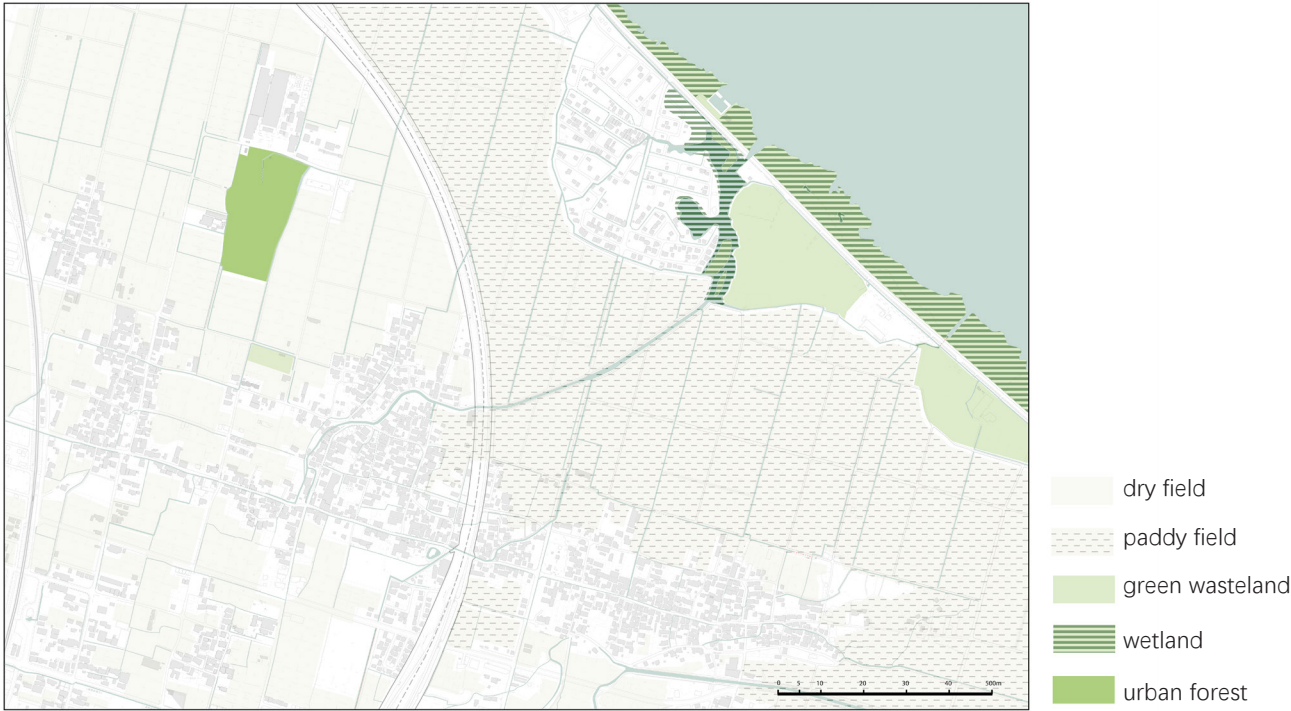 dry field
paddy field
green wasteland
wetland
urban forest
0 5 10 20 30 40 500m